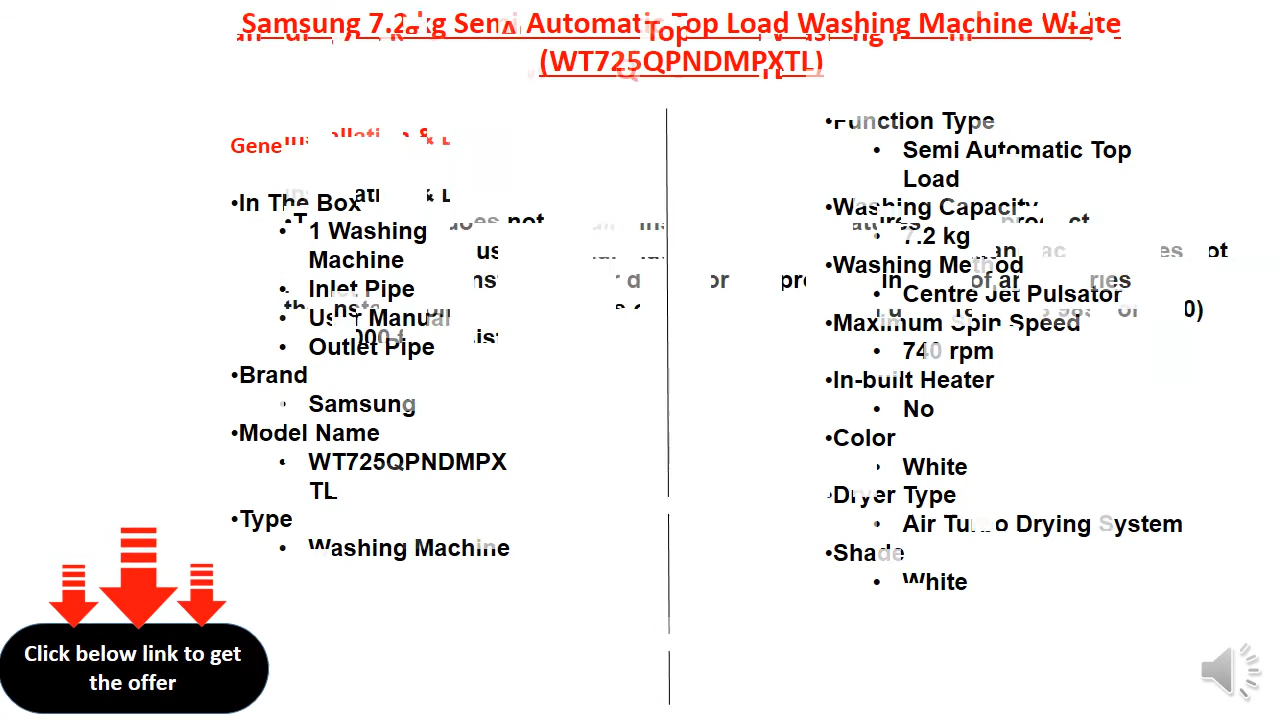 Samsung 7.2 kg Semi Automatic Top Load Washing Machine White
(WT725QPNDMPXTL)
•In The Box
• 1 Washing
Machine
• Inlet Pipe
• User Manual
• Outlet Pipe
•Brand
• Samsung
•Model Name
• WT725QPNDMPX
TL
•Type
• Washing Machine
•Function Type
• Semi Automatic Top
Load
•Washing Capacity
• 7.2 kg
•Washing Method
• Centre Jet Pulsator
•Maximum Spin Speed
• 740 rpm
•In-built Heater
• No
•Color
• White
•Dryer Type
• Air Turbo Drying System
•Shade
• White
Click below link to get
the offer